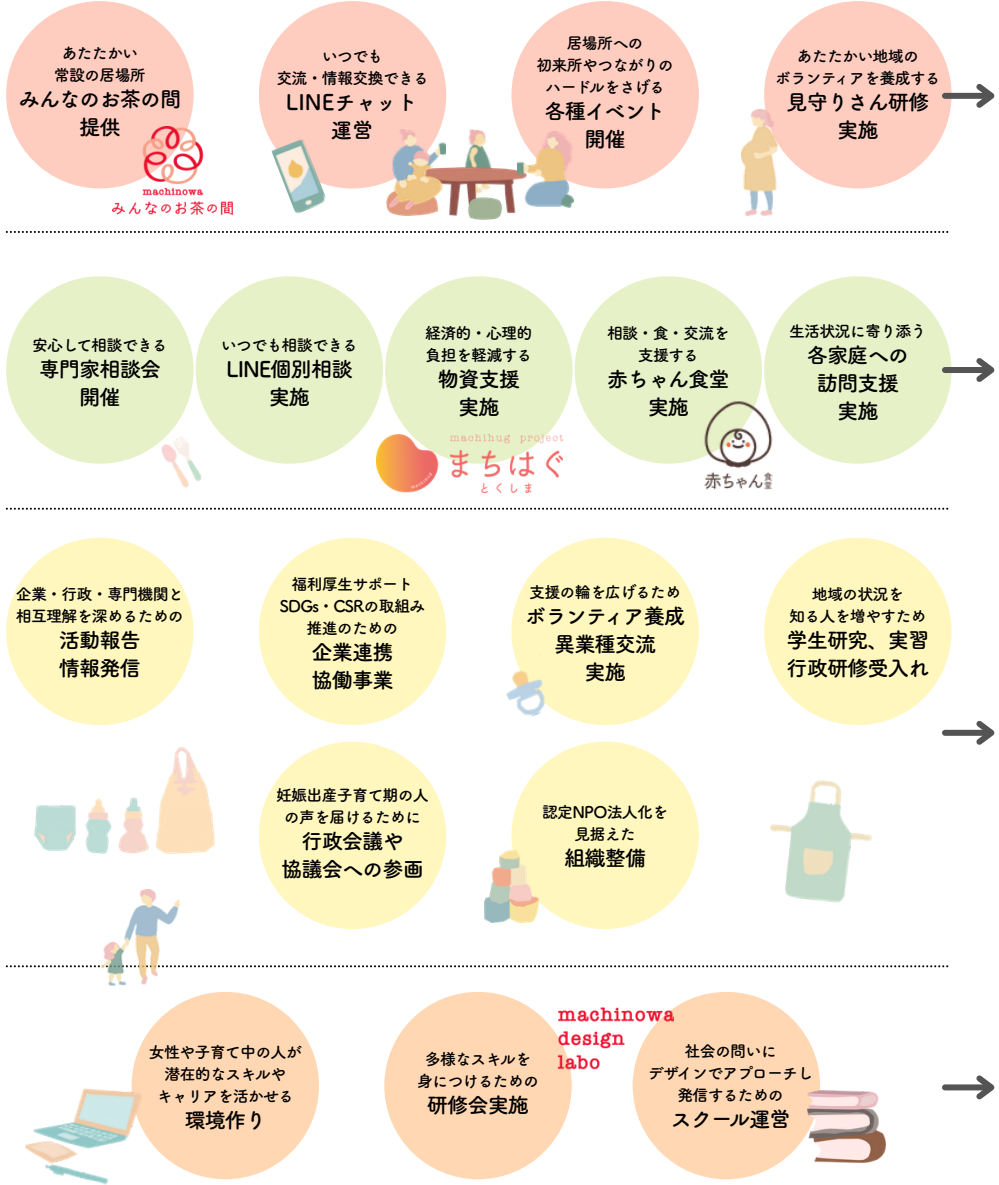 あたたかい
常設の居場所
みんなのお茶の間
提供
machinowa
みんなのお茶の間
いつでも
交流・情報交換できる
LINEチャット
運営
居場所への
初来所やつながりの
ハードルをさげる
各種イベント
開催
あたたかい地域の
ボランティアを養成する
見守りさん研修
実施
安心して相談できる
専門家相談会
開催
いつでも相談できる
LINE個別相談
実施
経済的・心理的
負担を軽減する
物資支援
実施
machihug project
まちはぐ
とくしま
相談・食・交流を
支援する
赤ちゃん食堂
実施
赤ちゃん食堂
生活状況に寄り添う
各家庭への
訪問支援
実施
企業・行政・専門機関と
相互理解を深めるための
活動報告
情報発信
福利厚生サポート
SDGs・CSRの取組み
推進のための
企業連携
協働事業
支援の輪を広げるため
ボランティア養成
異業種交流
実施
地域の状況を
知る人を増やすため
学生研究、実習
行政研修受入れ
妊娠出産子育て期の人
の声を届けるために
行政会議や
協議会への参画
認定NPO法人化を
見据えた
組織整備
女性や子育て中の人が
潜在的なスキルや
キャリアを活かせる
環境作り
多様なスキルを
身につけるための
研修会実施
machinowa
design
labo
社会の問いに
デザインでアプローチし
発信するための
スクール運営